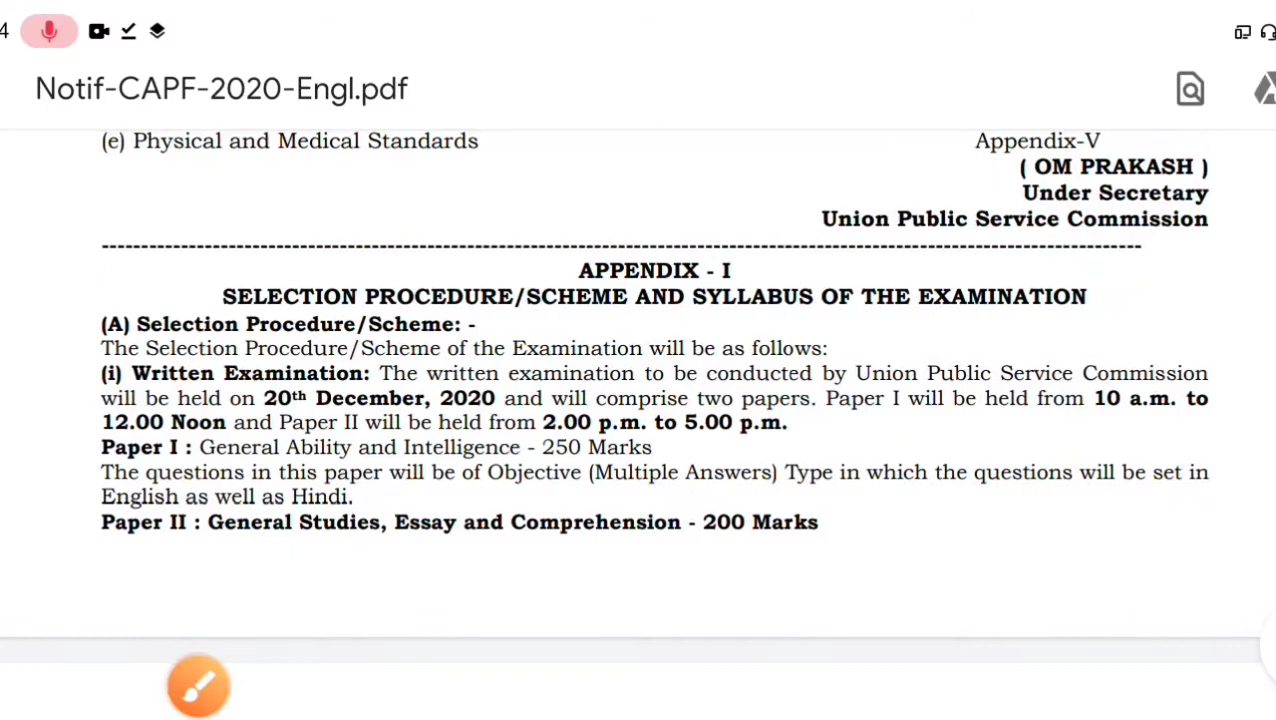 4
Notif-CAPF-2020-Engl.pdf
(e) Physical and Medical Standards Appendix-V
( OM PRAKASH )
Under Secretary
Union Public Service Commission
------------------------------------------------------------------------------------------------------------------------------------
APPENDIX - I
SELECTION PROCEDURE/SCHEME AND SYLLABUS OF THE EXAMINATION
(A) Selection Procedure/Scheme: -
The Selection Procedure/Scheme of the Examination will be as follows:
(i) Written Examination: The written examination to be conducted by Union Public Service Commission
will be held on 20th December, 2020 and will comprise two papers. Paper I will be held from 10 a.m. to
12.00 Noon and Paper II will be held from 2.00 p.m. to 5.00 p.m.
Paper I : General Ability and Intelligence - 250 Marks
The questions in this paper will be of Objective (Multiple Answers) Type in which the questions will be set in
English as well as Hindi.
Paper II : General Studies, Essay and Comprehension - 200 Marks